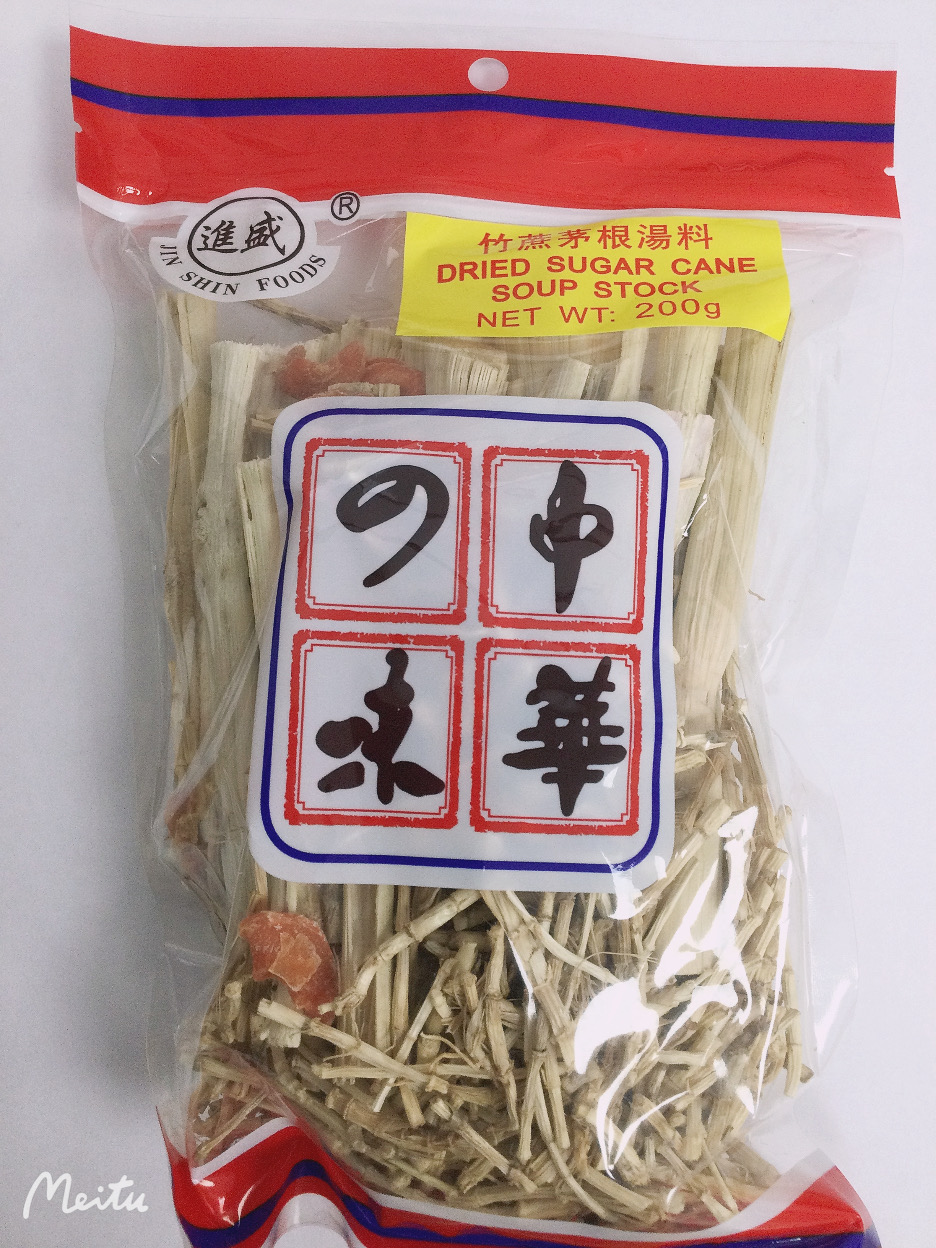 進盛
®
JIN SHIN FOODS
竹蔗茅根湯料
DRIED SUGAR CANE
SOUP STOCK
NET WT: 200g
中華
の味
Meitu